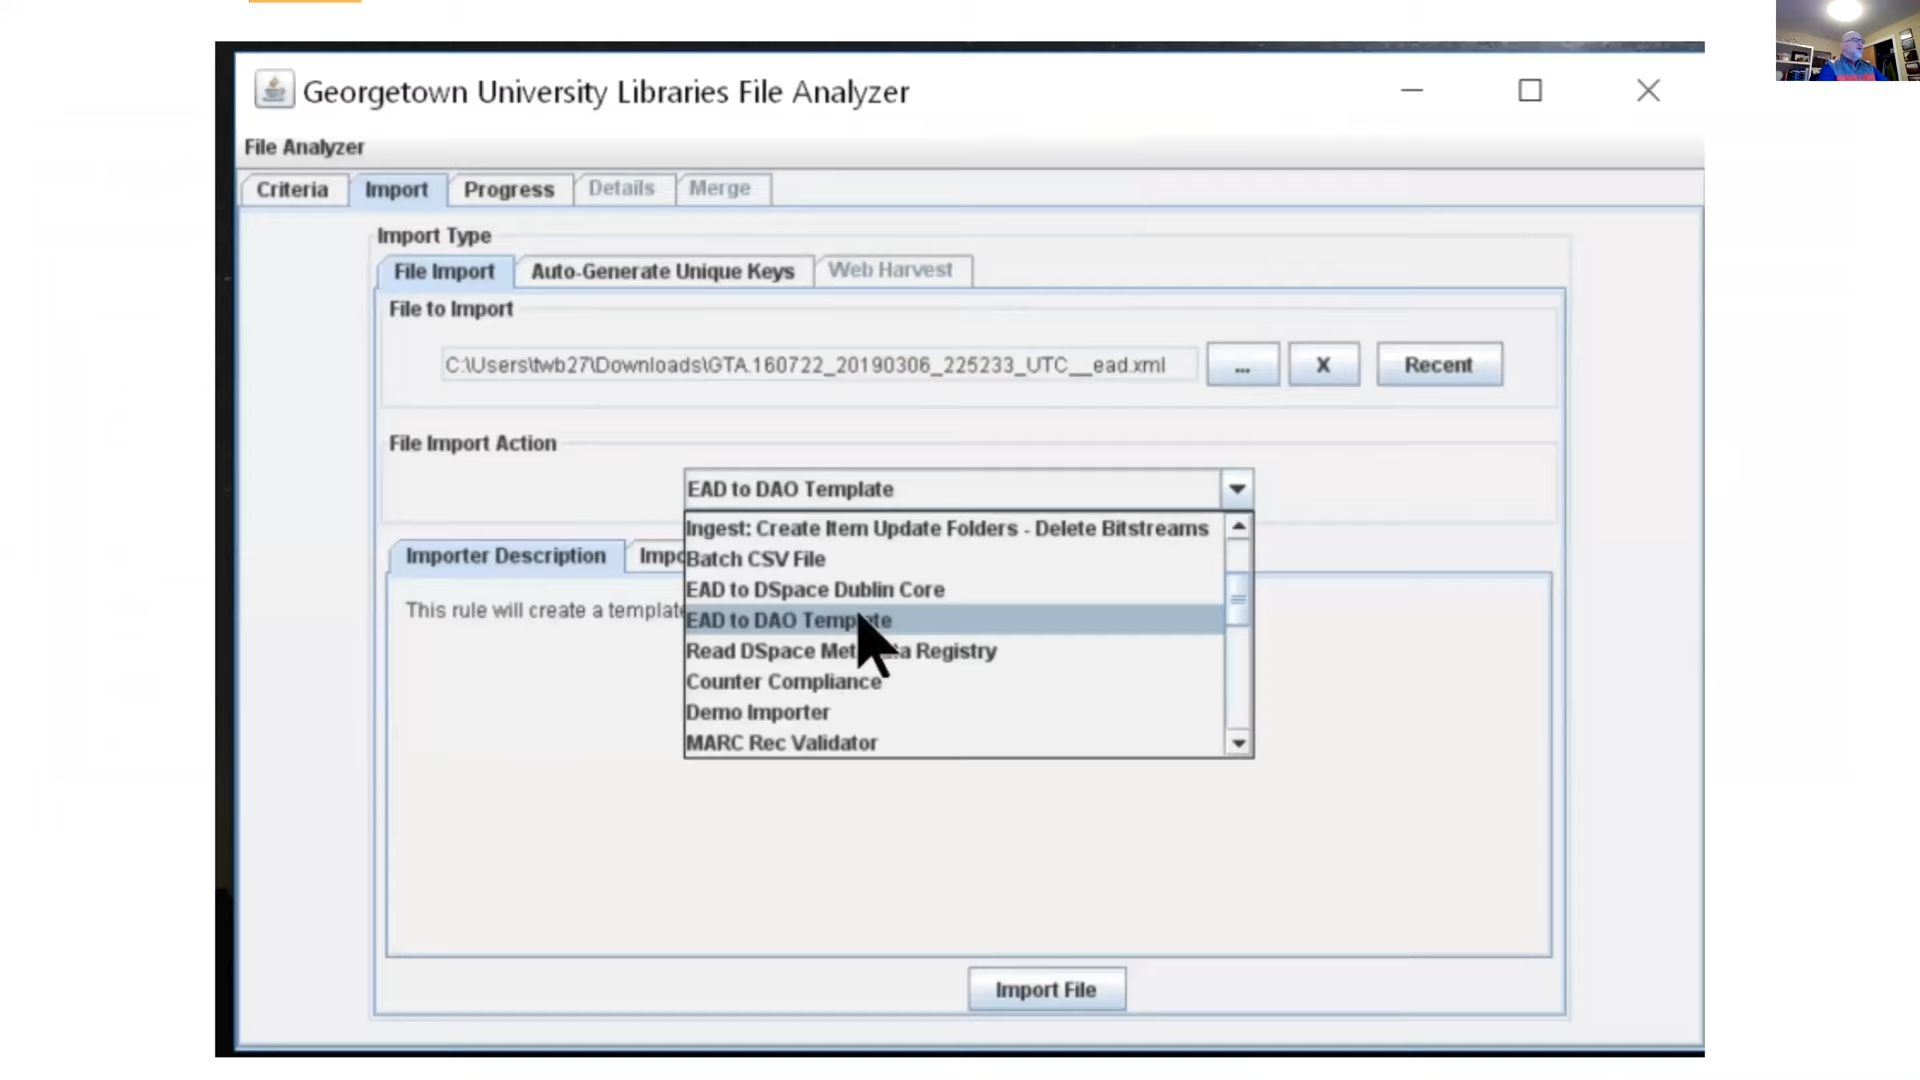 Georgetown University Libraries File Analyzer
File Analyzer
Criteria Import Progress Details Merge
Import Type
File Import Auto-Generate Unique Keys Web Harvest
File to Import
C:\Users\twb27\Downloads\GTA.160722_20190306_225233_UTC__ead.xml ... X Recent
File Import Action
EAD to DAO Template
Ingest: Create Item Update Folders - Delete Bitstreams
Importer Description
Batch CSV File
EAD to DSpace Dublin Core
This rule will create a template
EAD to DAO Template
Read DSpace Registry
Counter Compliance
Demo Importer
MARC Rec Validator
Import File